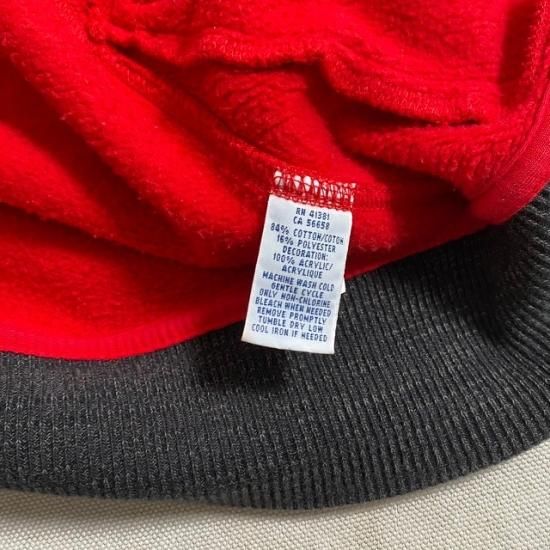 RN 41381
CA 56658
84% COTTON/COTON
16% POLYESTER
DECORATION:
100% ACRYLIC/
ACRYLIQUE
MACHINE WASH COLD
GENTLE CYCLE
ONLY NON-CHLORINE
BLEACH WHEN NEEDED
REMOVE PROMPTLY
TUMBLE DRY LOW
COOL IRON IF NEEDED